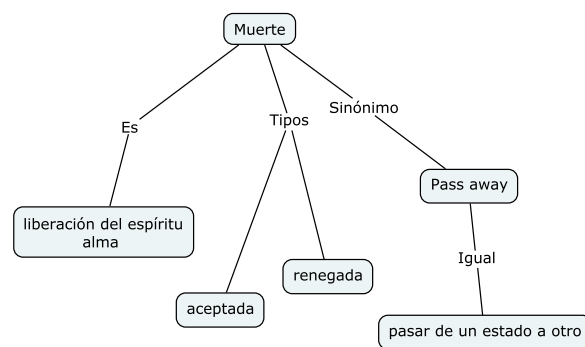 Muerte
Sinónimo
Es
Tipos
Pass away
liberación del espíritu
alma
Igual
renegada
aceptada
pasar de un estado a otro